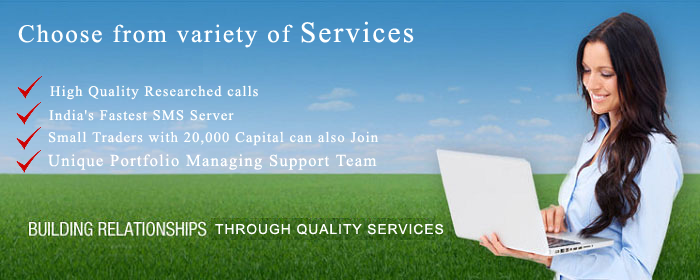 Choose from variety of Services
High Quality Researched calls
India's Fastest SMS Server
Small Traders with 20,000 Capital can also Join
Unique Portfolio Managing Support Team
BUILDING RELATIONSHIPS THROUGH QUALITY SERVICES